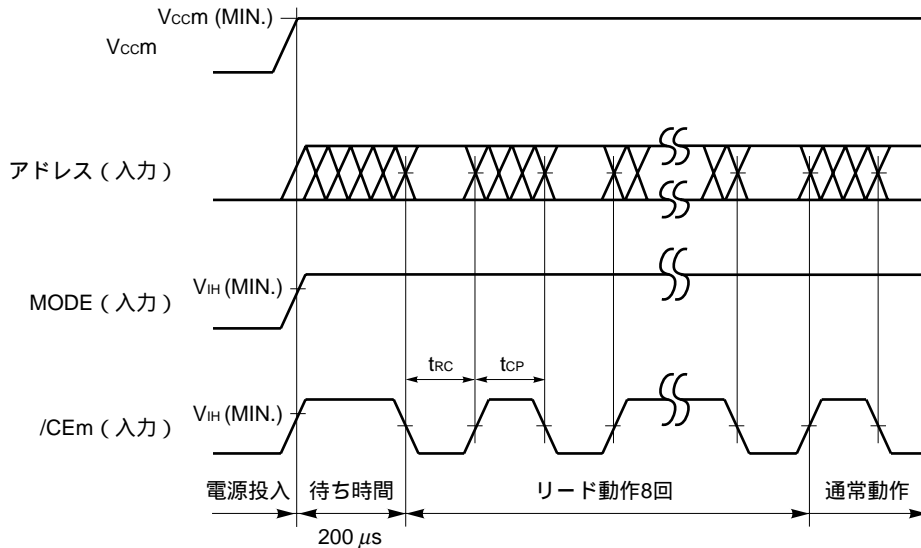 Vccm (MIN.)
Vccm
アドレス（入力）
VIH (MIN.)
MODE（入力）
tRC
tCP
VIH (MIN.)
/CEm（入力）
電源投入
待ち時間
リード動作8回
通常動作
200 μs